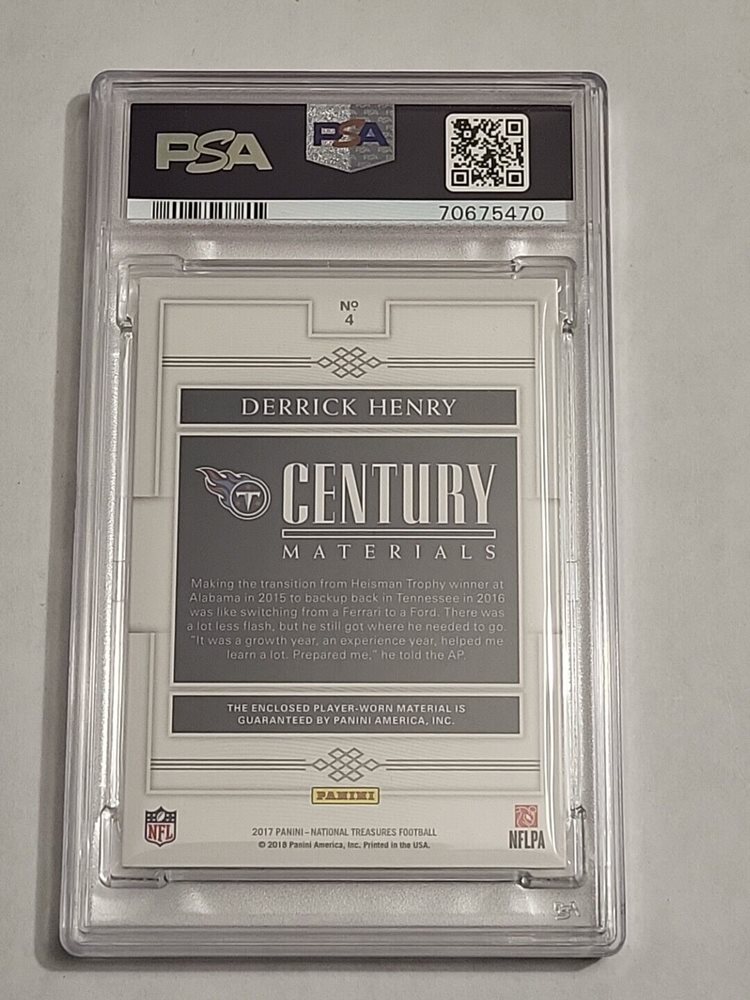 PSA
PSA
70675470
Nº
4
DERRICK HENRY
T
CENTURY
MATERIALS
Making the transition from Heisman Trophy winner at
Alabama in 2015 to backup back in Tennessee in 2016
was like switching from a Ferrari to a Ford. There was
a lot less flash, but he still got where he needed to go.
"It was a growth year, an experience year, helped me
learn a lot. Prepared me," he told the AP.
THE ENCLOSED PLAYER-WORN MATERIAL IS
GUARANTEED BY PANINI AMERICA, INC.
PANINI
NFL
2017 PANINI – NATIONAL TREASURES FOOTBALL
© 2018 Panini America, Inc. Printed in the USA.
NFLPA
PSA